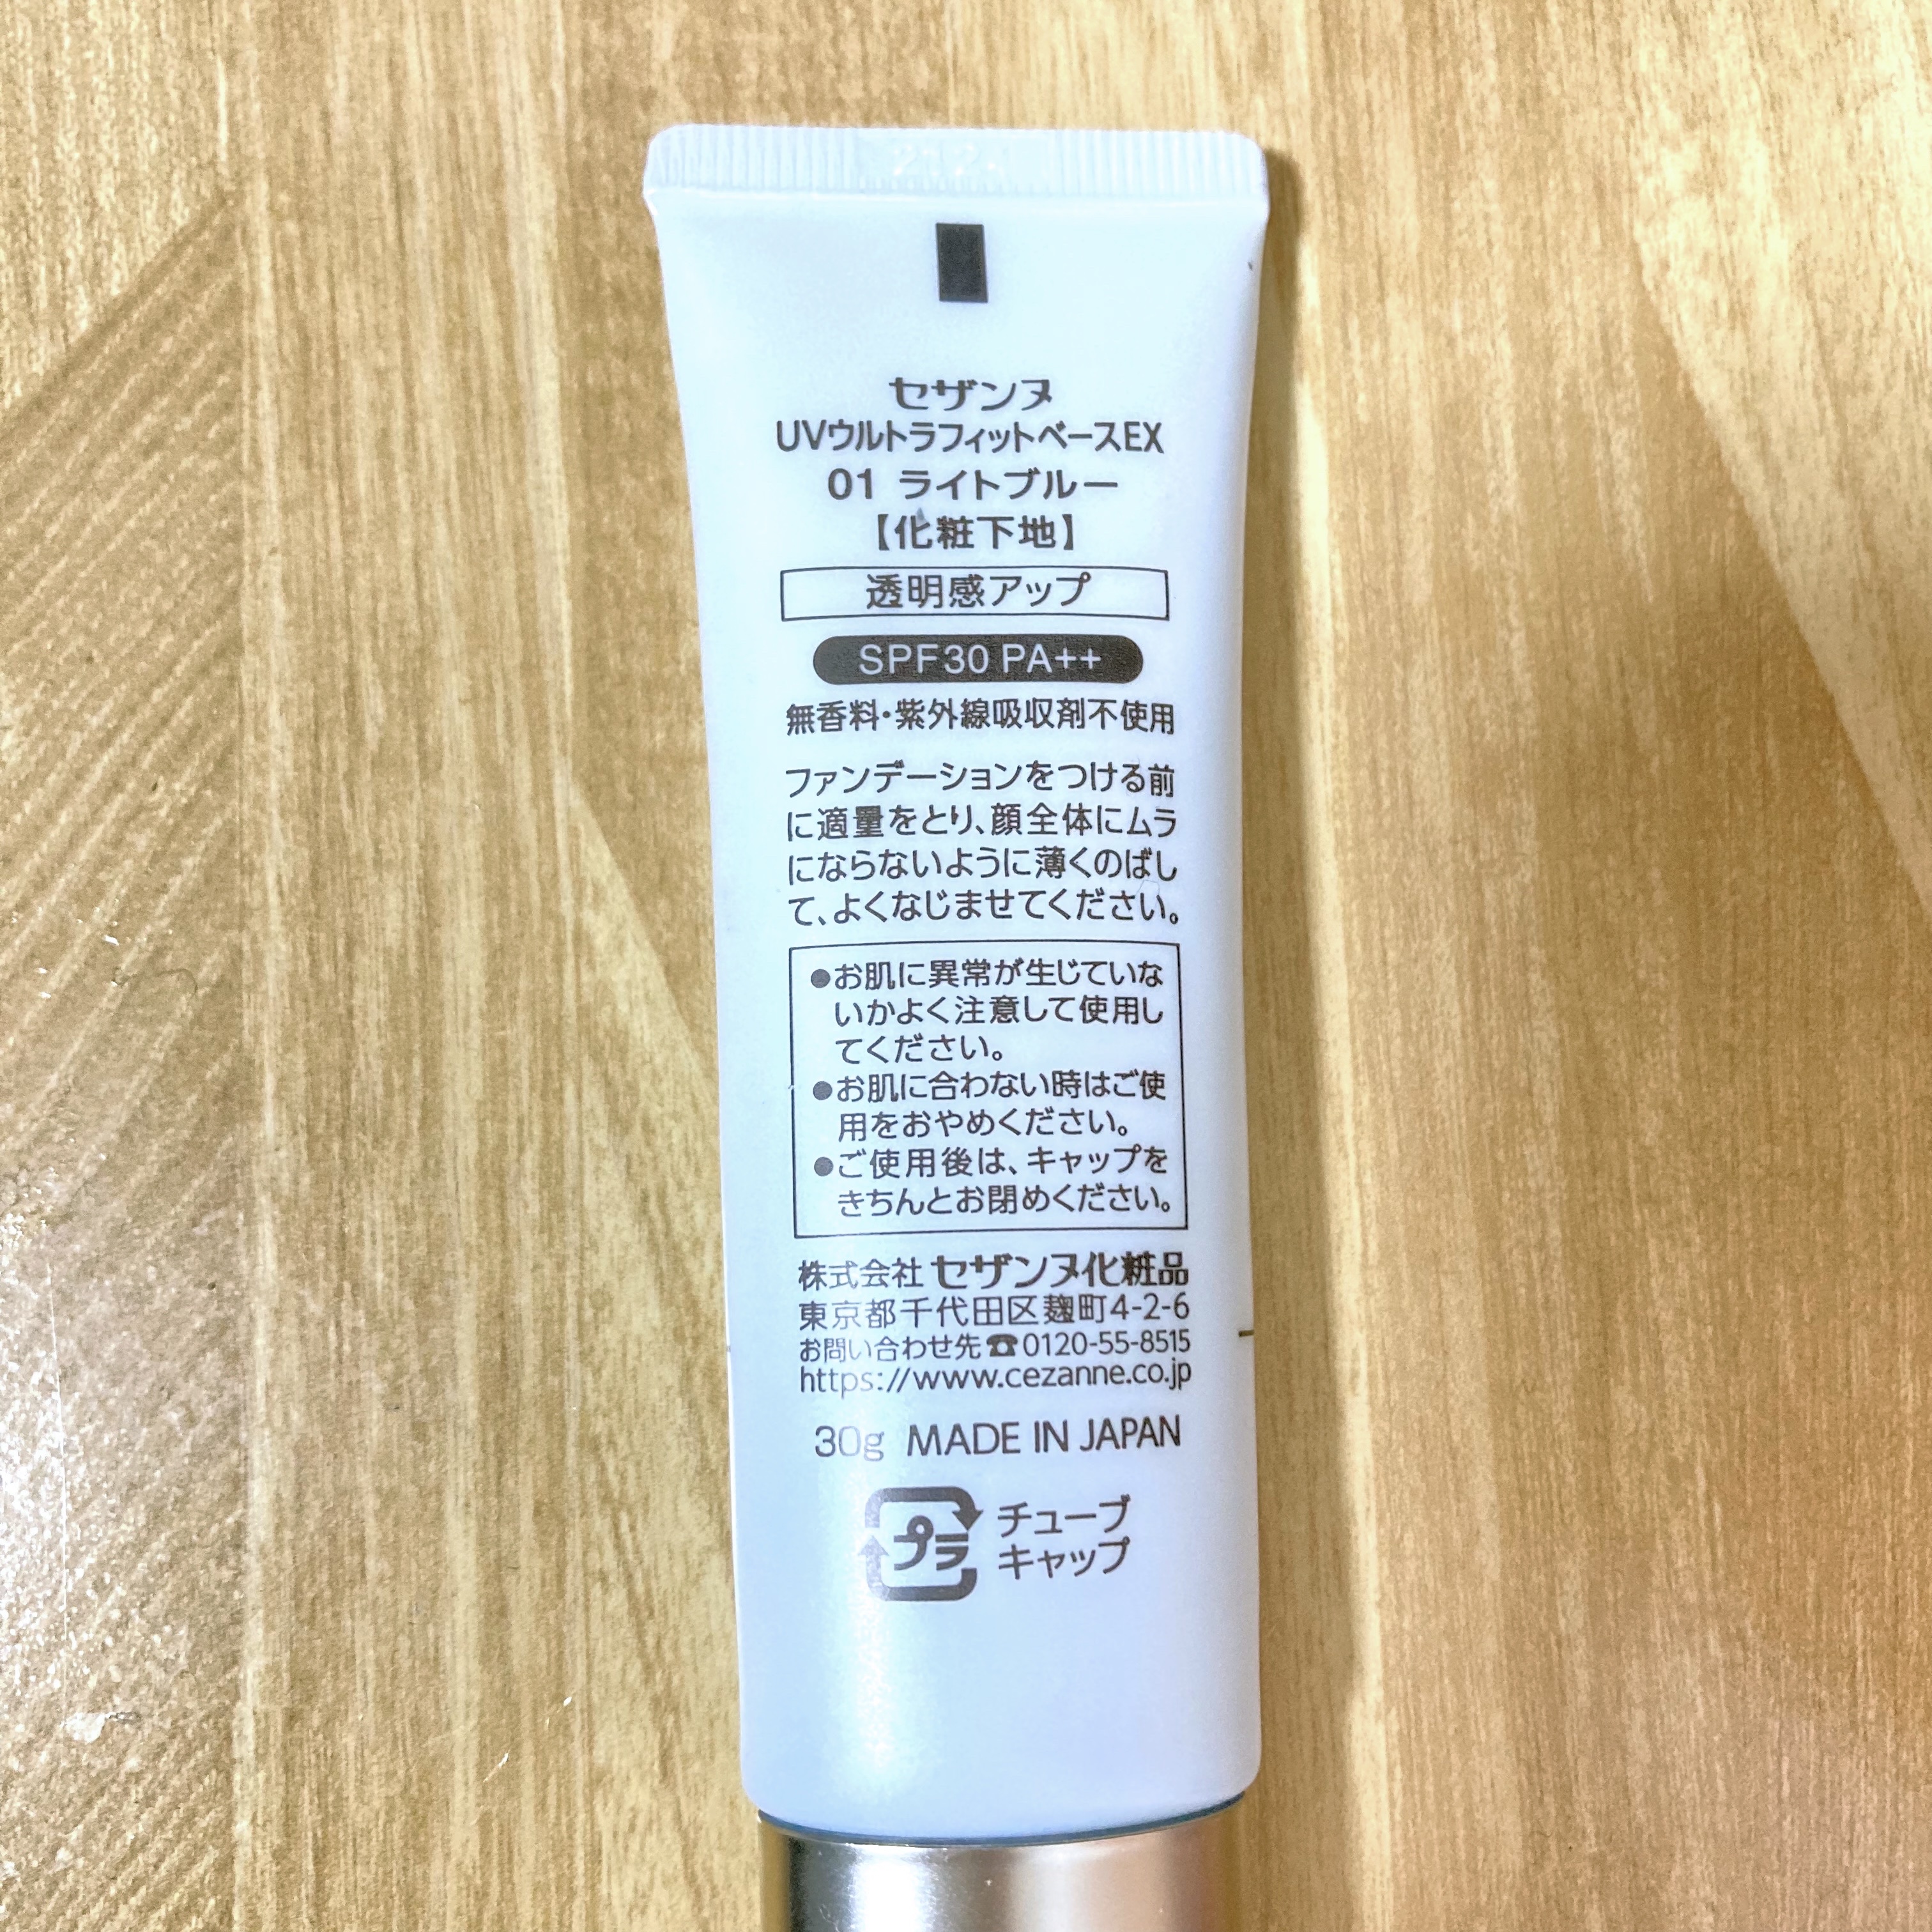 セザンヌ
UVウルトラフィットベースEX
01 ライトブルー
【化粧下地】
透明感アップ
SPF30 PA++
無香料・紫外線吸収剤不使用
ファンデーションをつける前
に適量をとり、顔全体にムラ
にならないように薄くのばし
て、よくなじませてください。
●お肌に異常が生じていな
いかよく注意して使用し
てください。
●お肌に合わない時はご使
用をおやめください。
●ご使用後は、キャップを
きちんとお閉めください。
株式会社 セザンヌ化粧品
東京都千代田区麹町4-2-6
お問い合わせ先☎0120-55-8515
https://www.cezanne.co.jp
30g MADE IN JAPAN
プラ
チューブ
キャップ